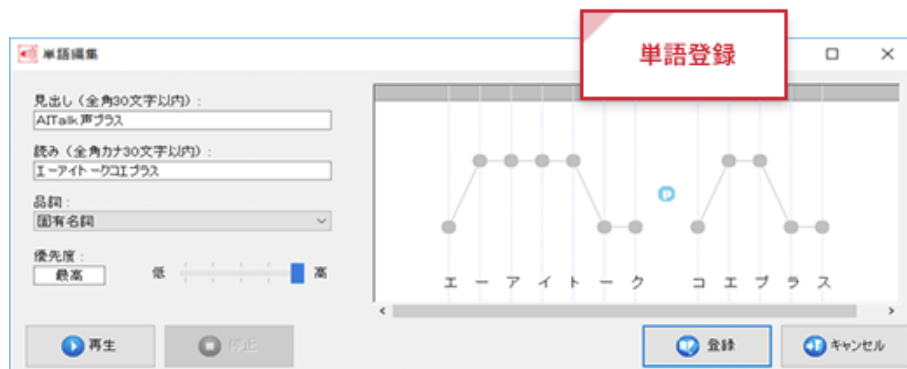 単語登録
単語編集
見出し（全角30文字以内）:
AITalk声プラス
読み（全角カナ30文字以内）:
エーアイトークコエプラス
品詞:
固有名詞
優先度:
最高
低
高
P
エ ー ア イ ト ー ク コ エ プ ラ ス
再生
停止
登録
キャンセル